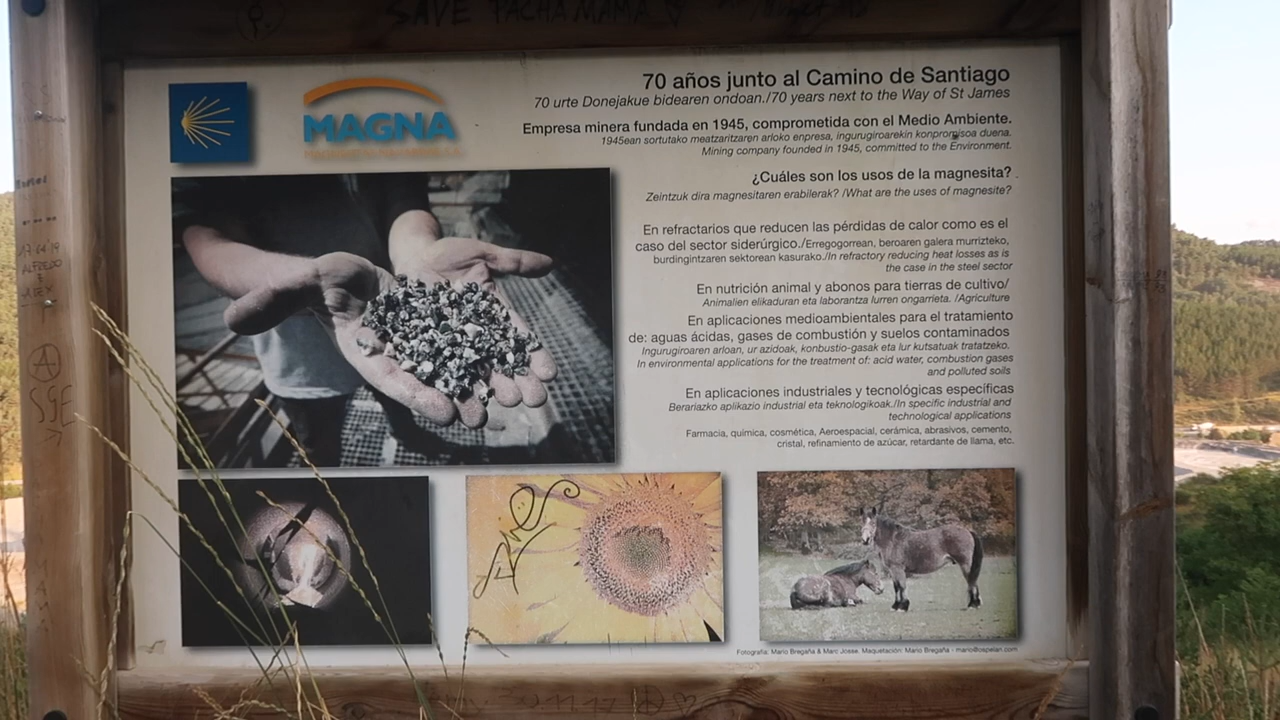 SAVE PACHAMAMA
MAGNA
70 años junto al Camino de Santiago
70 urte Donejakue bidearen ondoan./70 years next to the Way of St James
Empresa minera fundada en 1945, comprometida con el Medio Ambiente.
1945ean sortutako meatzaritzaren arloko enpresa, ingurugiroarekin konpromisoa duena.
Mining company founded in 1945, committed to the Environment.
¿Cuáles son los usos de la magnesita?
Zeintzuk dira magnesitaren erabilerak? /What are the uses of magnesite?
En refractarios que reducen las pérdidas de calor como es el
caso del sector siderúrgico./Erregogorrean, beroaren galera murrizteko,
burdingintzaren sektorean kasurako./In refractory reducing heat losses as is
the case in the steel sector
En nutrición animal y abonos para tierras de cultivo/
Animalien elikaduran eta laborantza lurren ongarrieta. /Agriculture
En aplicaciones medioambientales para el tratamiento
de: aguas ácidas, gases de combustión y suelos contaminados
Ingurugiroaren arloan, ur azidoak, konbustio-gasak eta lur kutsatuak tratatzeko.
In environmental applications for the treatment of: acid water, combustion gases
and polluted soils
En aplicaciones industriales y tecnológicas específicas
Berariazko aplikazio industrial eta teknologikoak./In specific industrial and
technological applications
Farmacia, química, cosmética, Aeroespacial, cerámica, abrasivos, cemento,
cristal, refinamiento de azúcar, retardante de llama, etc.
Fotografía: Mario Bregaña & Marc Josse. Maquetación: Mario Bregaña - mario@ospelan.com
17 04 19
ALFREDO
Y
ALEX
A
SGE